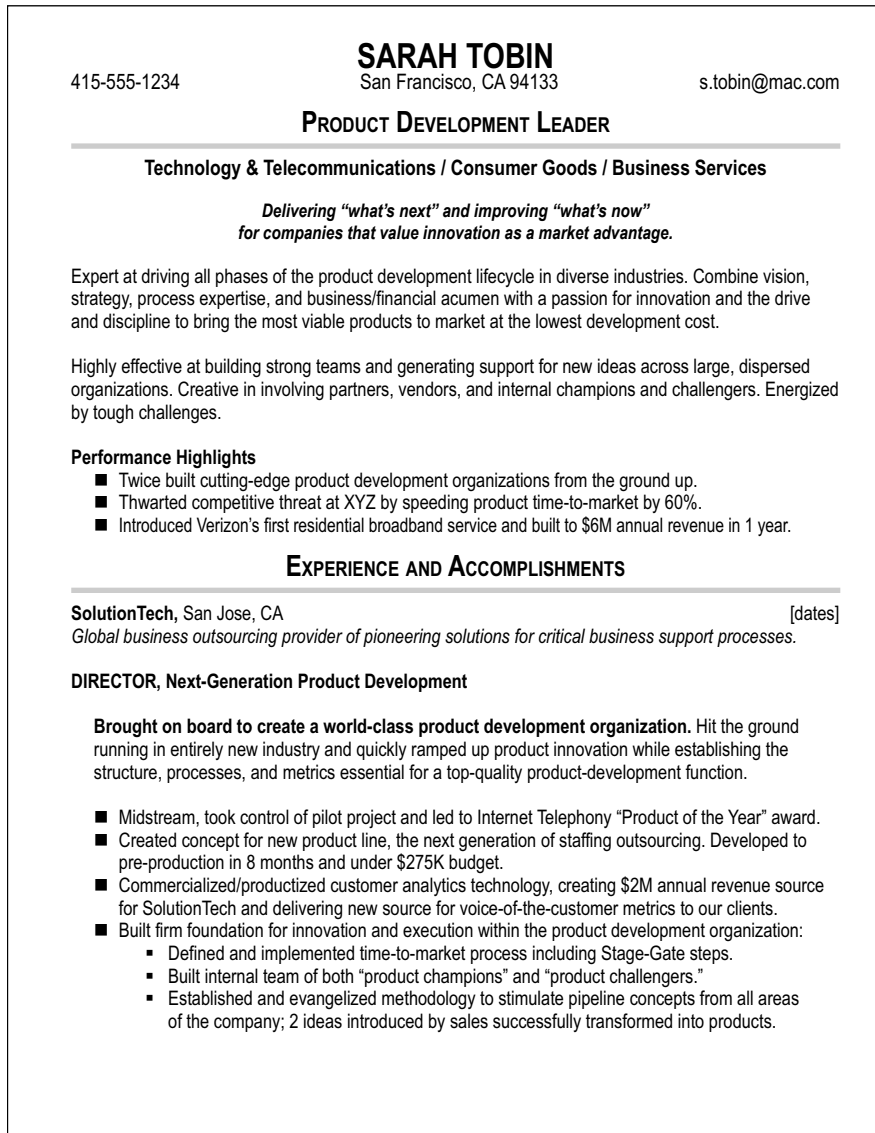 SARAH TOBIN
415-555-1234 San Francisco, CA 94133 s.tobin@mac.com
PRODUCT DEVELOPMENT LEADER
Technology & Telecommunications / Consumer Goods / Business Services
Delivering “what’s next” and improving “what’s now”
for companies that value innovation as a market advantage.
Expert at driving all phases of the product development lifecycle in diverse industries. Combine vision,
strategy, process expertise, and business/financial acumen with a passion for innovation and the drive
and discipline to bring the most viable products to market at the lowest development cost.
Highly effective at building strong teams and generating support for new ideas across large, dispersed
organizations. Creative in involving partners, vendors, and internal champions and challengers. Energized
by tough challenges.
Performance Highlights
■ Twice built cutting-edge product development organizations from the ground up.
■ Thwarted competitive threat at XYZ by speeding product time-to-market by 60%.
■ Introduced Verizon’s first residential broadband service and built to $6M annual revenue in 1 year.
EXPERIENCE AND ACCOMPLISHMENTS
SolutionTech, San Jose, CA [dates]
Global business outsourcing provider of pioneering solutions for critical business support processes.
DIRECTOR, Next-Generation Product Development
Brought on board to create a world-class product development organization. Hit the ground
running in entirely new industry and quickly ramped up product innovation while establishing the
structure, processes, and metrics essential for a top-quality product-development function.
■ Midstream, took control of pilot project and led to Internet Telephony “Product of the Year” award.
■ Created concept for new product line, the next generation of staffing outsourcing. Developed to
pre-production in 8 months and under $275K budget.
■ Commercialized/productized customer analytics technology, creating $2M annual revenue source
for SolutionTech and delivering new source for voice-of-the-customer metrics to our clients.
■ Built firm foundation for innovation and execution within the product development organization:
▪ Defined and implemented time-to-market process including Stage-Gate steps.
▪ Built internal team of both “product champions” and “product challengers.”
▪ Established and evangelized methodology to stimulate pipeline concepts from all areas
of the company; 2 ideas introduced by sales successfully transformed into products.